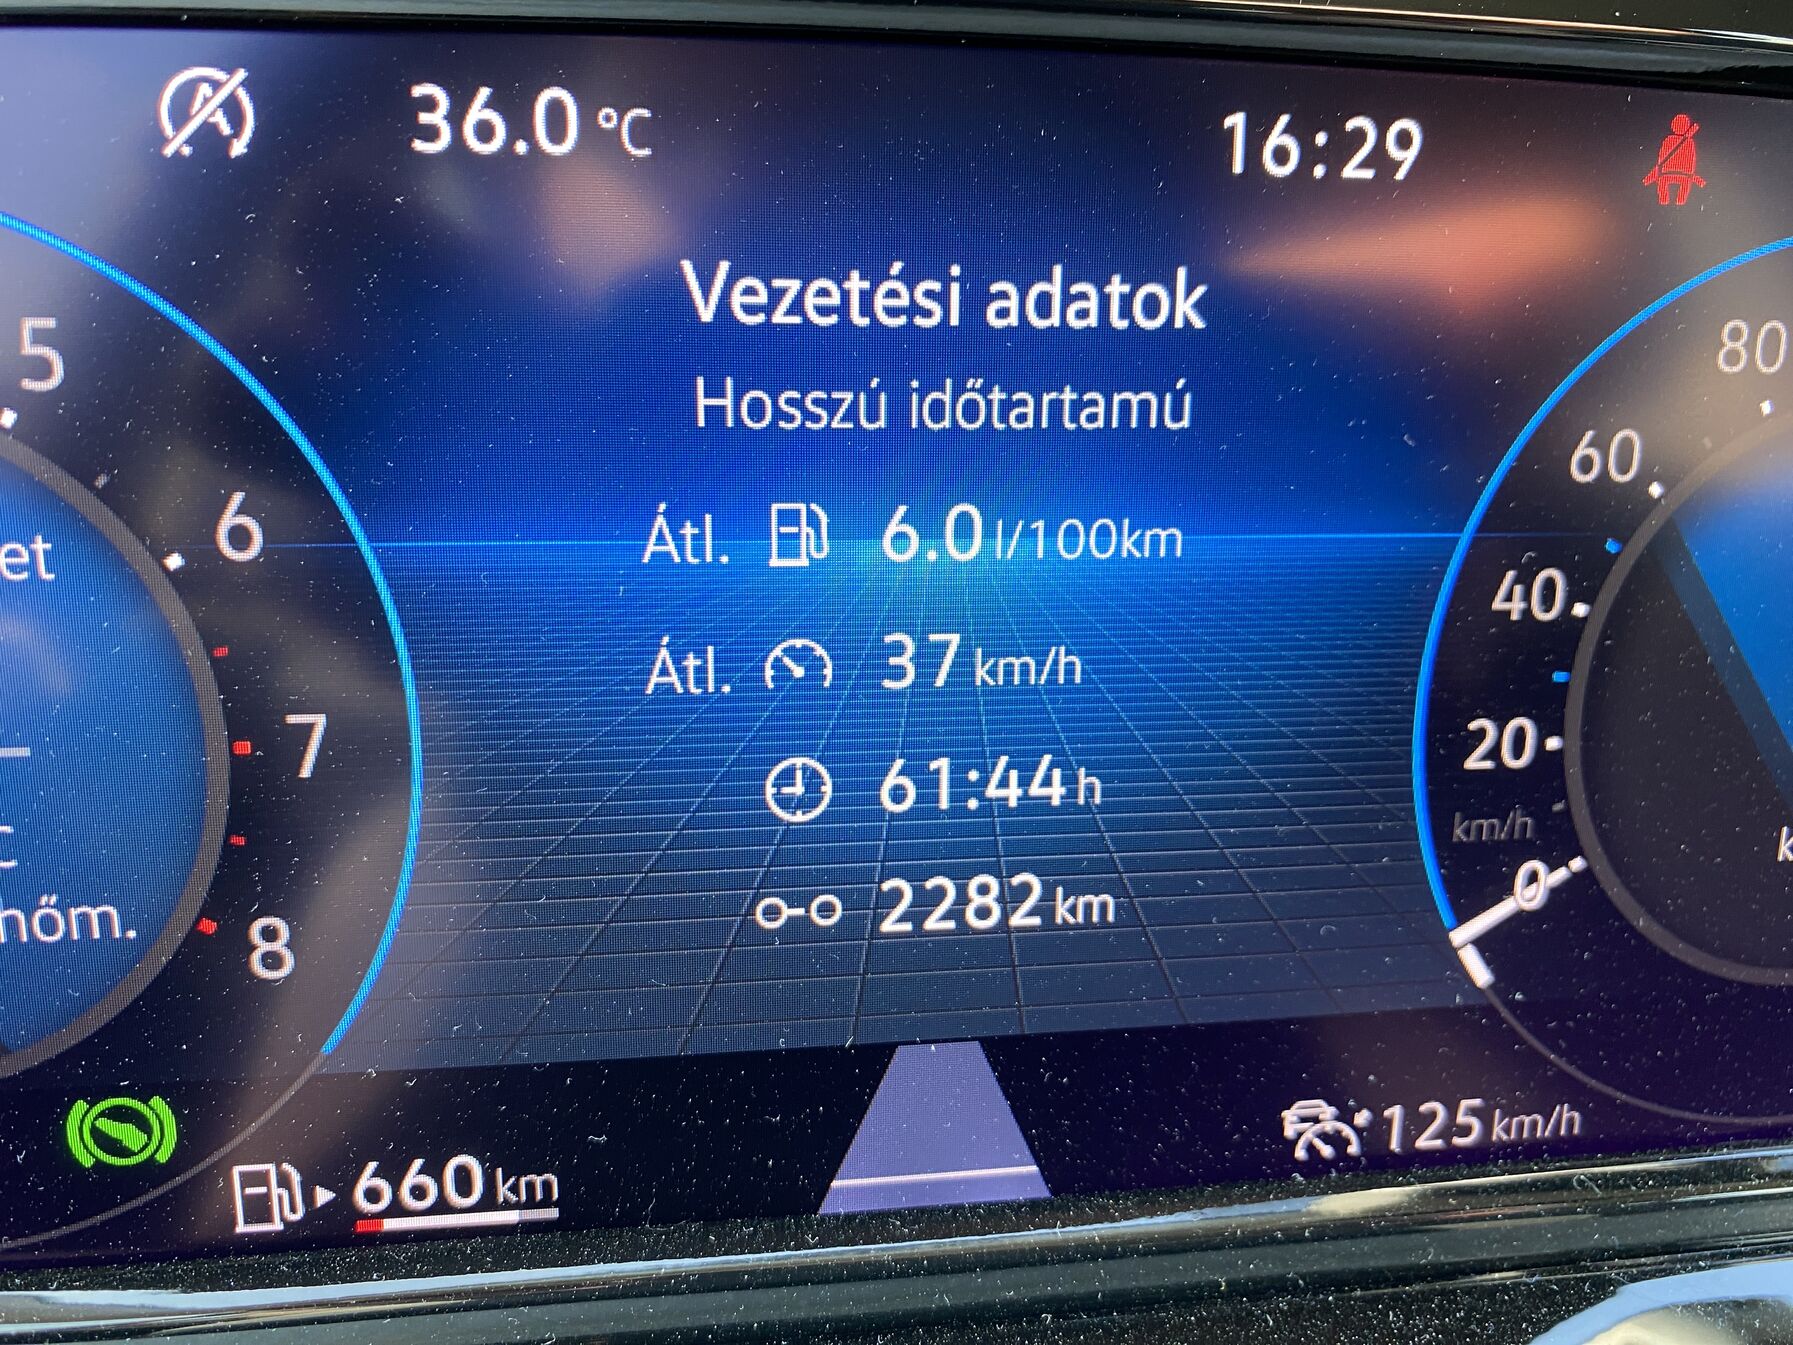 36.0 °C
16:29
Vezetési adatok
Hosszú időtartamú
Átl. 6.0 l/100km
Átl. 37 km/h
61:44 h
2282 km
5
6
7
8
80
60
40
20
km/h
0
660 km
125 km/h